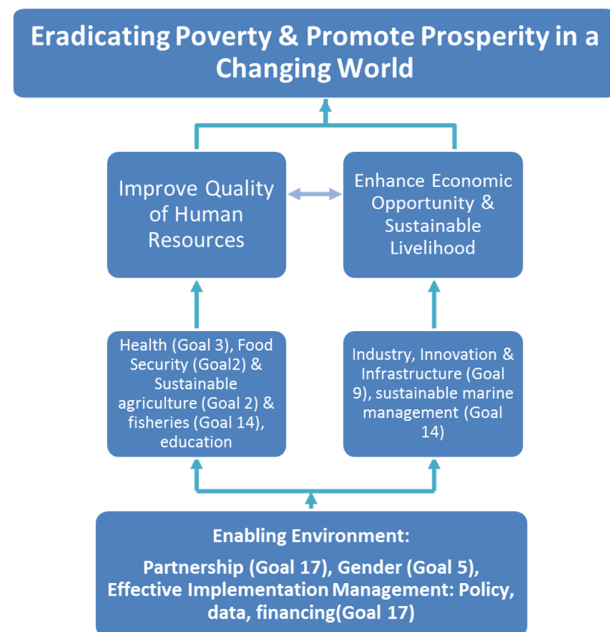 Eradicating Poverty & Promote Prosperity in a
Changing World
Improve Quality
of Human
Resources
Enhance Economic
Opportunity &
Sustainable
Livelihood
Health (Goal 3), Food
Security (Goal2) &
Sustainable
agriculture (Goal 2) &
fisheries (Goal 14),
education
Industry, Innovation &
Infrastructure (Goal
9), sustainable marine
management (Goal
14)
Enabling Environment:
Partnership (Goal 17), Gender (Goal 5),
Effective Implementation Management: Policy,
data, financing(Goal 17)